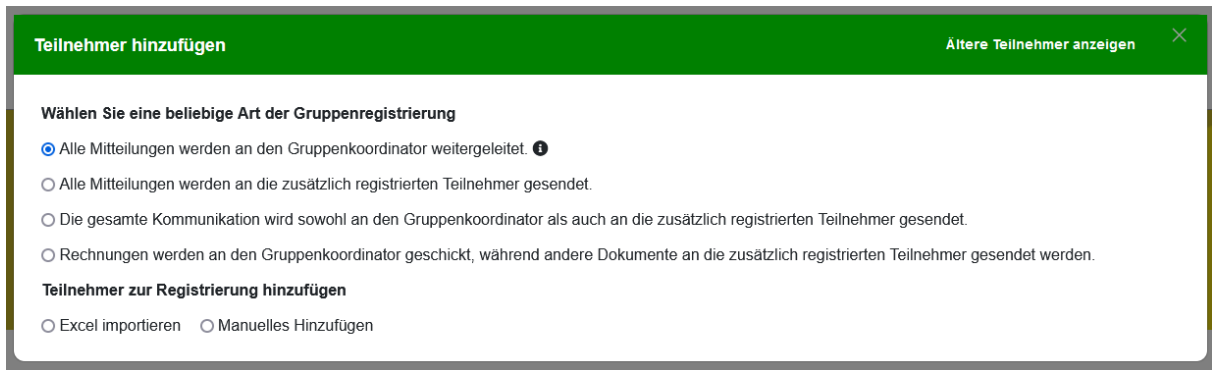 Teilnehmer hinzufügen
Ältere Teilnehmer anzeigen
Wählen Sie eine beliebige Art der Gruppenregistrierung
Alle Mitteilungen werden an den Gruppenkoordinator weitergeleitet.
Alle Mitteilungen werden an die zusätzlich registrierten Teilnehmer gesendet.
Die gesamte Kommunikation wird sowohl an den Gruppenkoordinator als auch an die zusätzlich registrierten Teilnehmer gesendet.
Rechnungen werden an den Gruppenkoordinator geschickt, während andere Dokumente an die zusätzlich registrierten Teilnehmer gesendet werden.
Teilnehmer zur Registrierung hinzufügen
Excel importieren Manuelles Hinzufügen